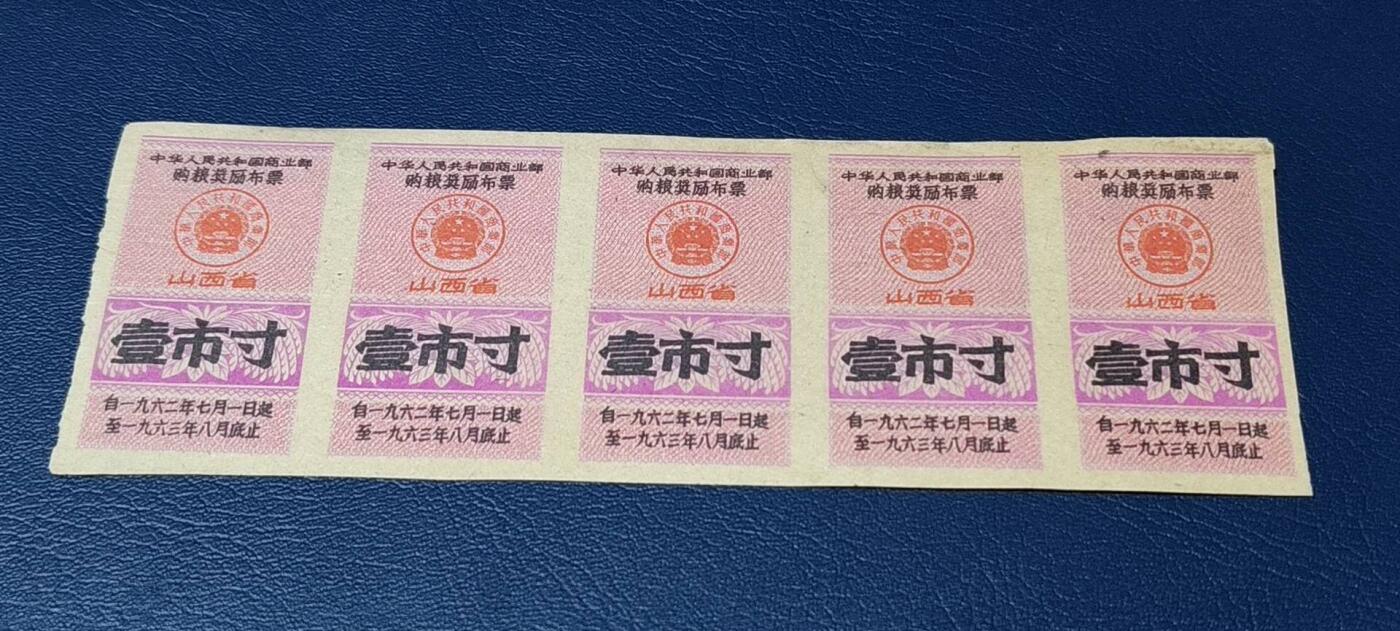 中华人民共和國商业部
购粮奖励布票
山西省
壹市寸
自一九六二年七月一日起
至一九六三年八月底止
中华人民共和國商业部
购粮奖励布票
山西省
壹市寸
自一九六二年七月一日起
至一九六三年八月底止
中华人民共和國商业部
购粮奖励布票
山西省
壹市寸
自一九六二年七月一日起
至一九六三年八月底止
中华人民共和國商业部
购粮奖励布票
山西省
壹市寸
自一九六二年七月一日起
至一九六三年八月底止
中华人民共和國商业部
购粮奖励布票
山西省
壹市寸
自一九六二年七月一日起
至一九六三年八月底止